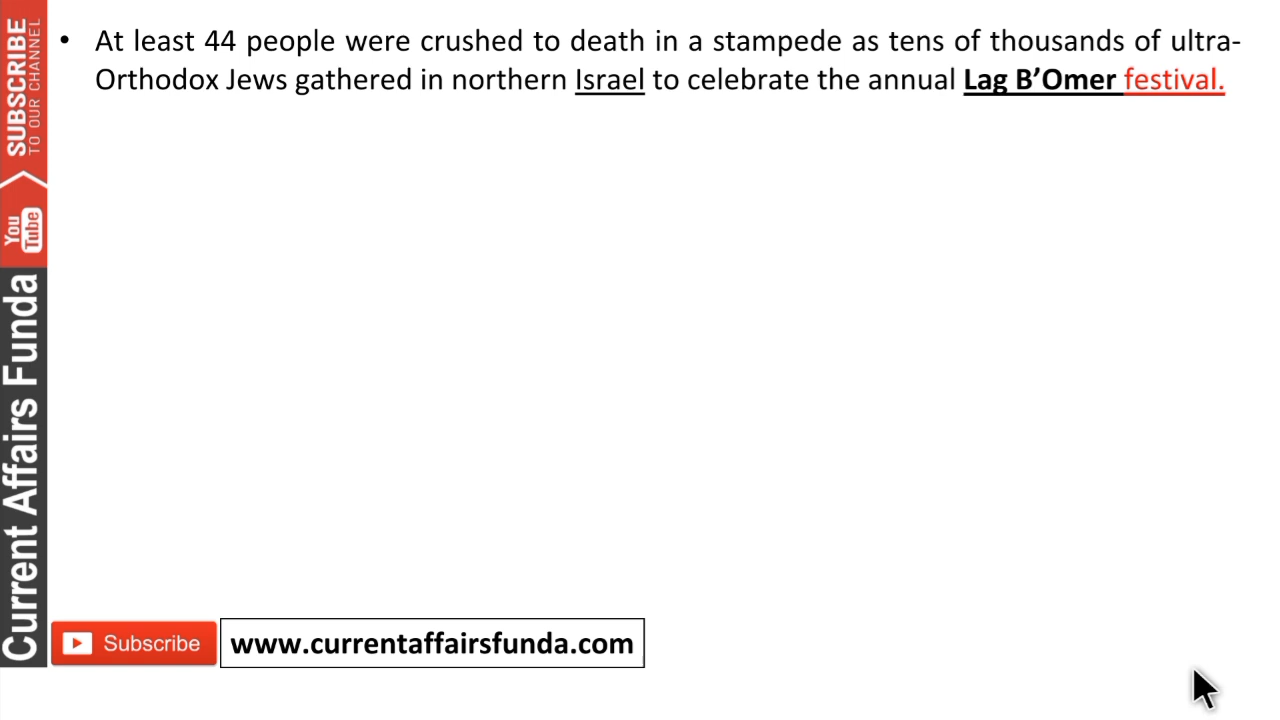 • At least 44 people were crushed to death in a stampede as tens of thousands of ultra-
Orthodox Jews gathered in northern Israel to celebrate the annual Lag B’Omer festival.
SUBSCRIBE
TO OUR CHANNEL
You
Tube
Current Affairs Funda
Subscribe
www.currentaffairsfunda.com